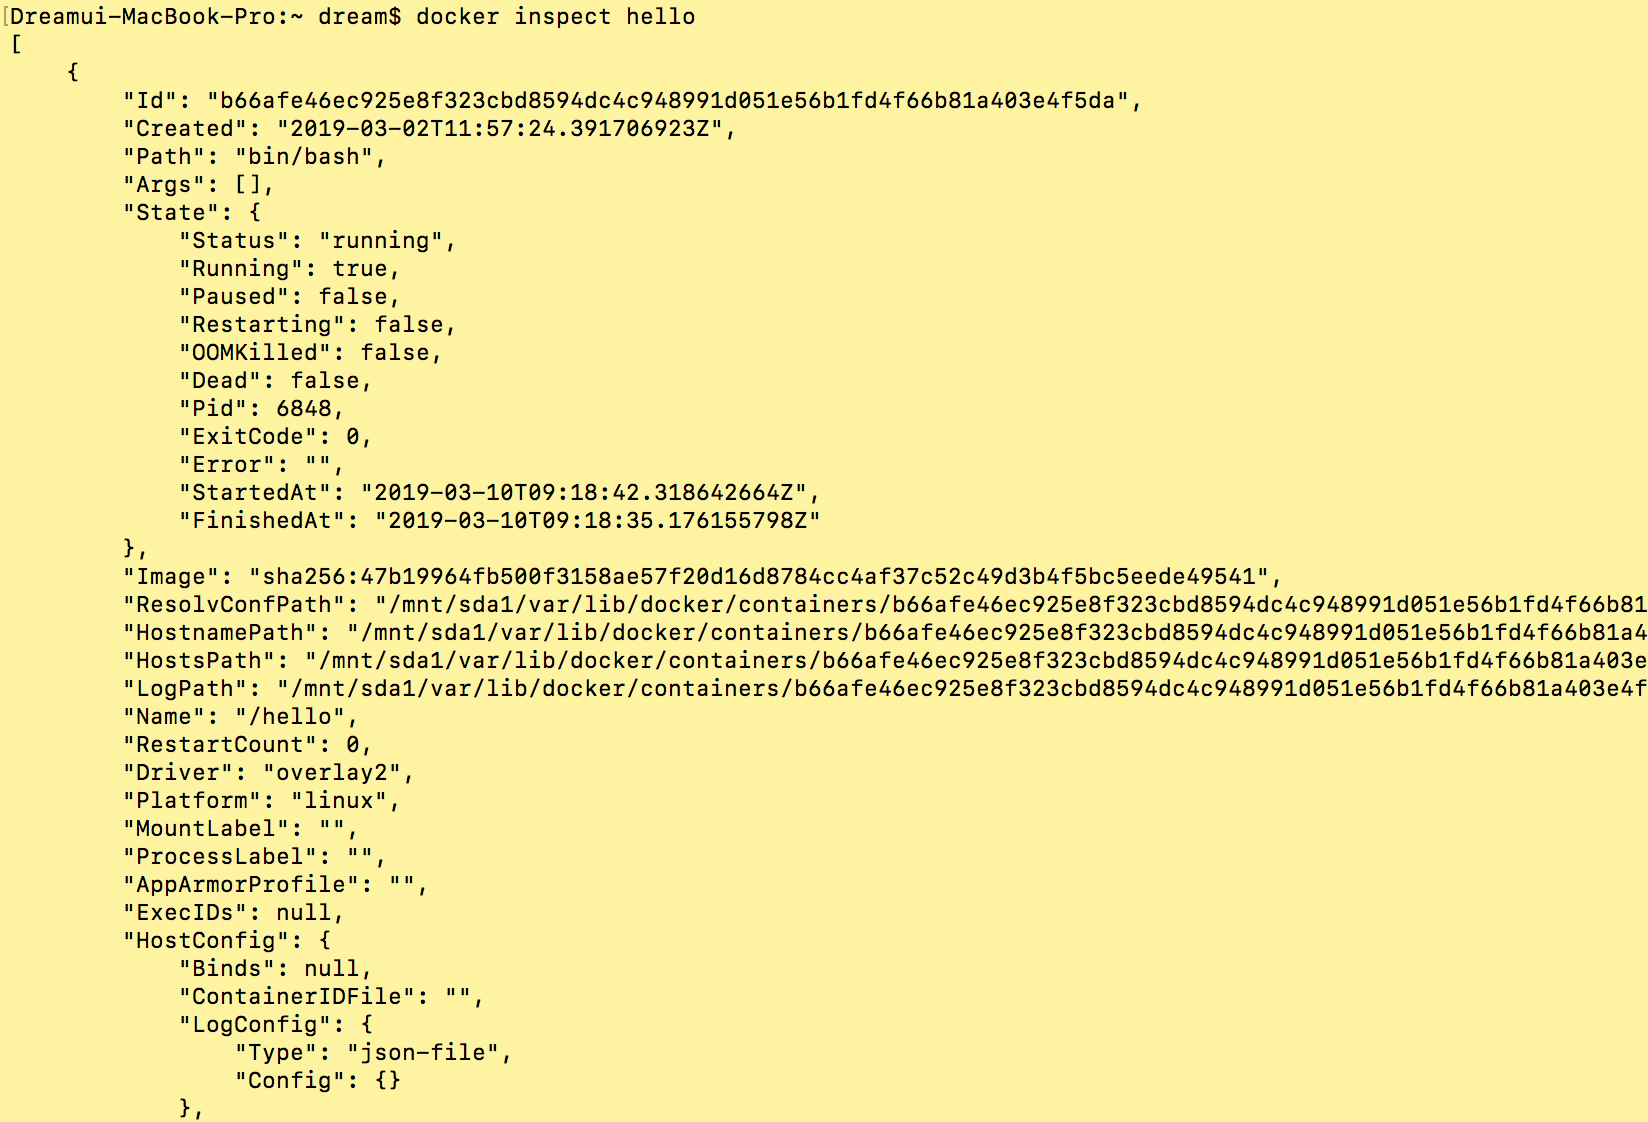 [Dreamui-MacBook-Pro:~ dream$ docker inspect hello
[
    {
        "Id": "b66afe46ec925e8f323cbd8594dc4c948991d051e56b1fd4f66b81a403e4f5da",
        "Created": "2019-03-02T11:57:24.391706923Z",
        "Path": "bin/bash",
        "Args": [],
        "State": {
            "Status": "running",
            "Running": true,
            "Paused": false,
            "Restarting": false,
            "OOMKilled": false,
            "Dead": false,
            "Pid": 6848,
            "ExitCode": 0,
            "Error": "",
            "StartedAt": "2019-03-10T09:18:42.318642664Z",
            "FinishedAt": "2019-03-10T09:18:35.176155798Z"
        },
        "Image": "sha256:47b19964fb500f3158ae57f20d16d8784cc4af37c52c49d3b4f5bc5eede49541",
        "ResolvConfPath": "/mnt/sda1/var/lib/docker/containers/b66afe46ec925e8f323cbd8594dc4c948991d051e56b1fd4f66b81
        "HostnamePath": "/mnt/sda1/var/lib/docker/containers/b66afe46ec925e8f323cbd8594dc4c948991d051e56b1fd4f66b81a4
        "HostsPath": "/mnt/sda1/var/lib/docker/containers/b66afe46ec925e8f323cbd8594dc4c948991d051e56b1fd4f66b81a403e
        "LogPath": "/mnt/sda1/var/lib/docker/containers/b66afe46ec925e8f323cbd8594dc4c948991d051e56b1fd4f66b81a403e4f
        "Name": "/hello",
        "RestartCount": 0,
        "Driver": "overlay2",
        "Platform": "linux",
        "MountLabel": "",
        "ProcessLabel": "",
        "AppArmorProfile": "",
        "ExecIDs": null,
        "HostConfig": {
            "Binds": null,
            "ContainerIDFile": "",
            "LogConfig": {
                "Type": "json-file",
                "Config": {}
            },